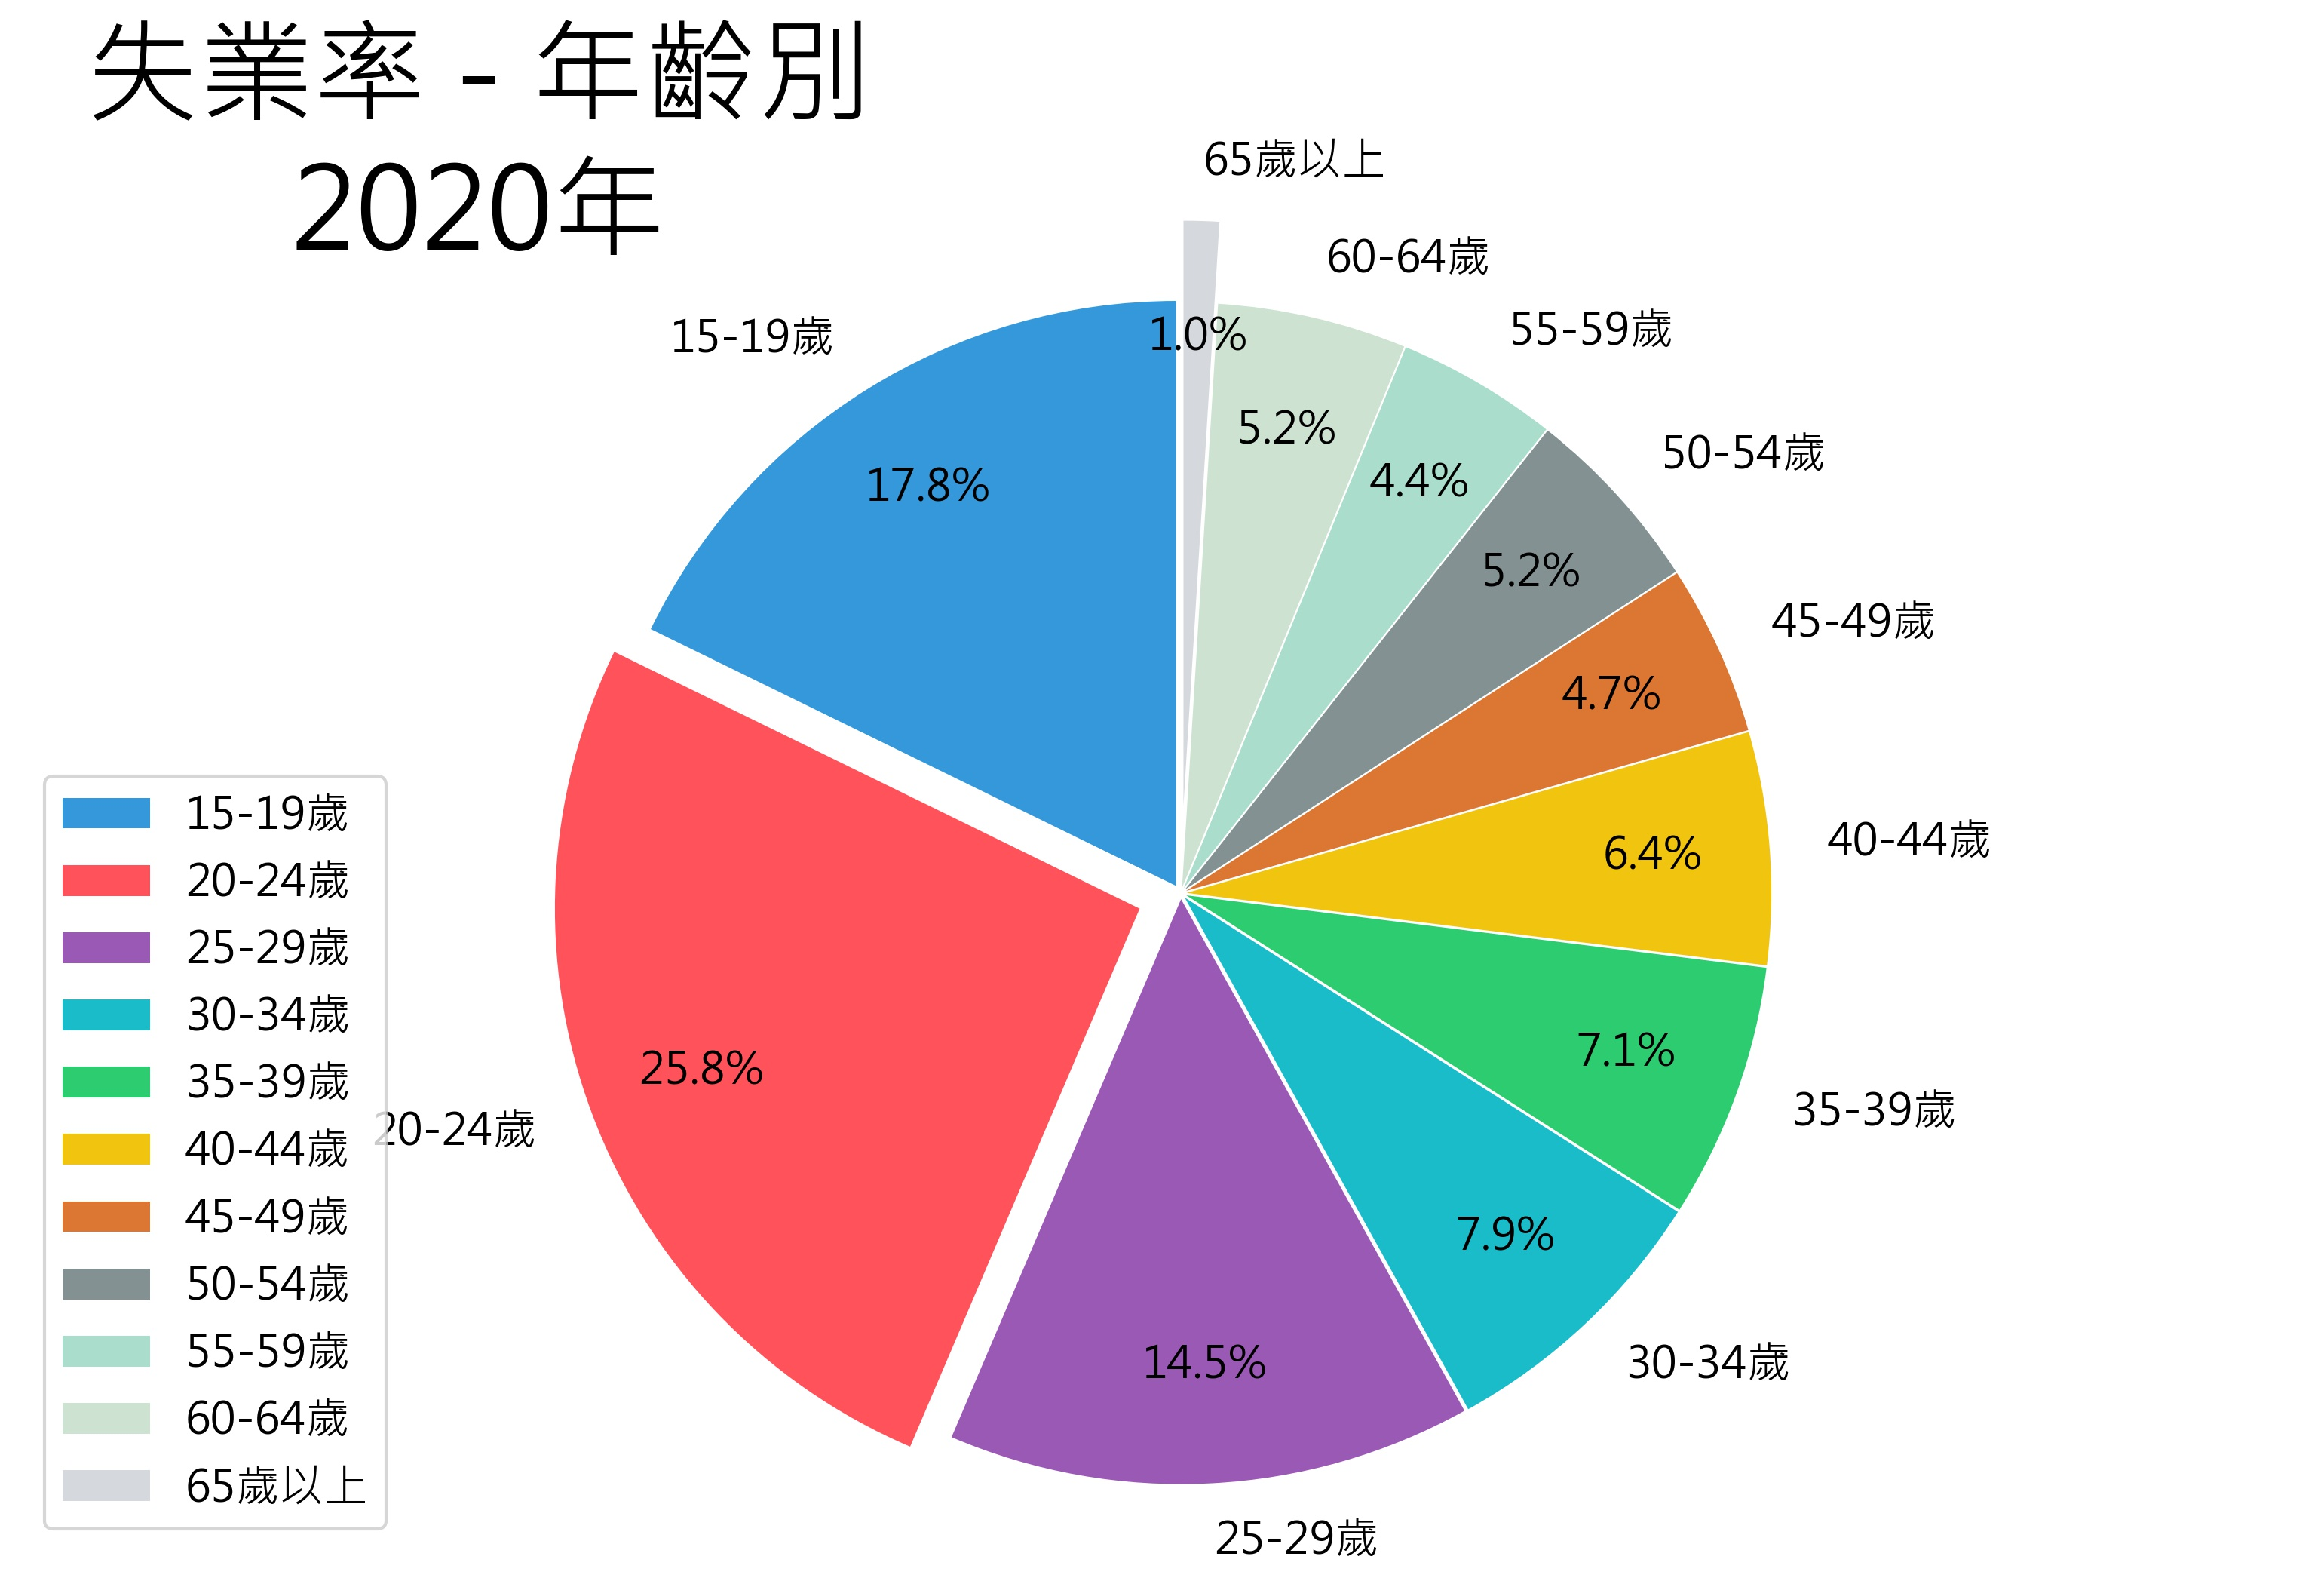 失業率 - 年齡別
2020年
65歲以上
60-64歲
55-59歲
50-54歲
45-49歲
40-44歲
35-39歲
30-34歲
25-29歲
20-24歲
15-19歲
1.0%
5.2%
4.4%
5.2%
4.7%
6.4%
7.1%
7.9%
14.5%
25.8%
17.8%
15-19歲
20-24歲
25-29歲
30-34歲
35-39歲
40-44歲
45-49歲
50-54歲
55-59歲
60-64歲
65歲以上